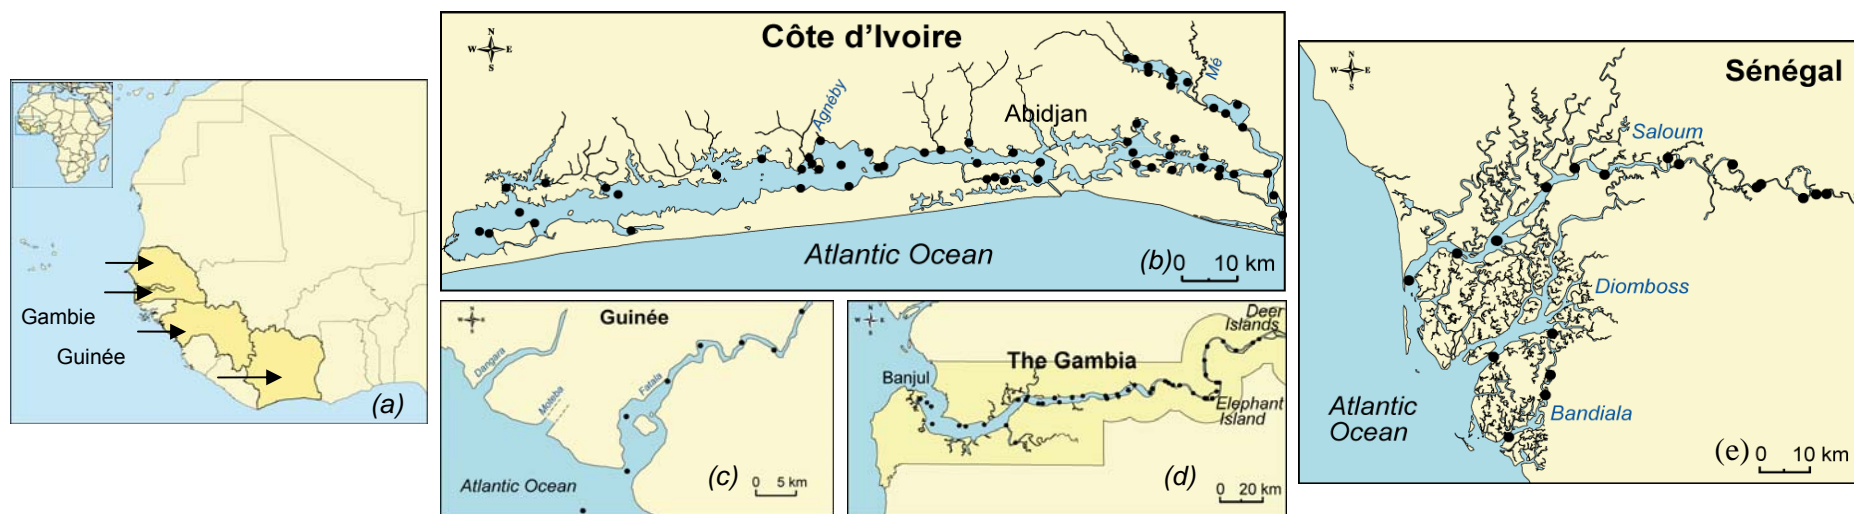 Gambie
Guinée
(a)
N
W E
S
Côte d'Ivoire
Agnéby
Abidjan
Mé
Atlantic Ocean
(b)
0 10 km
Guinée
Dangara
Moleba
Fatala
Atlantic Ocean
(c)
0 5 km
The Gambia
Banjul
Deer
Islands
Elephant
Island
(d)
0 20 km
N
W E
S
Sénégal
Saloum
Diomboss
Bandiala
Atlantic
Ocean
(e)
0 10 km